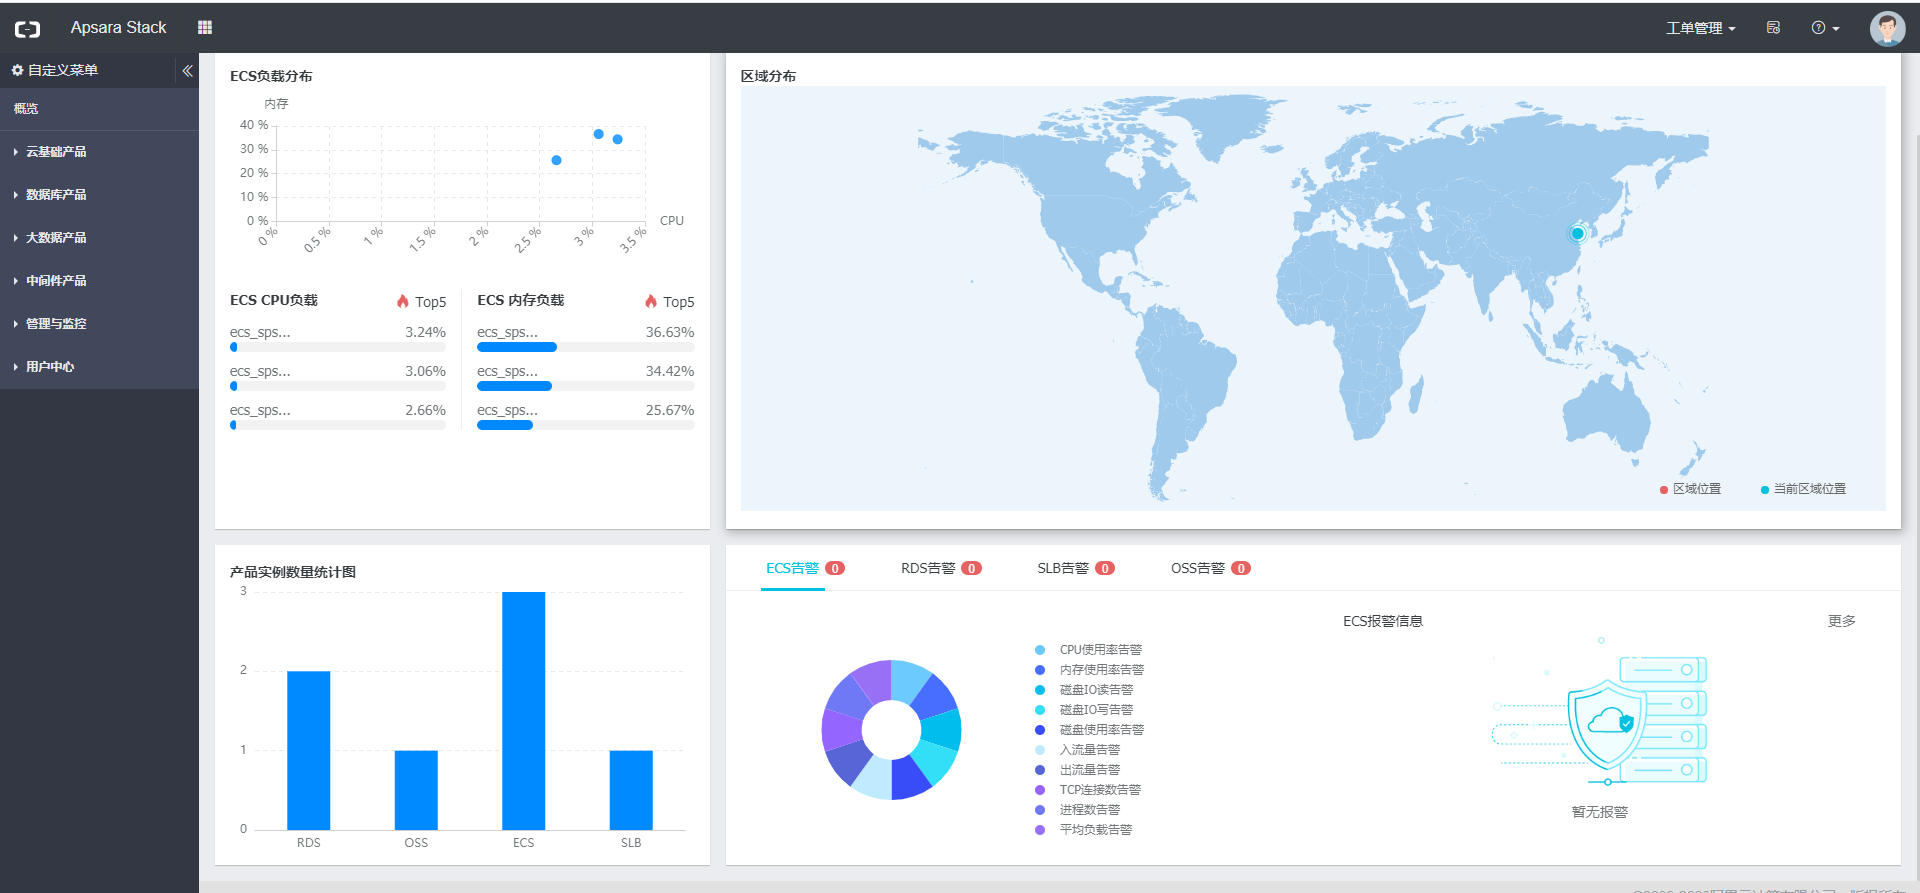 Apsara Stack
工单管理
自定义菜单
概览
云基础产品
数据库产品
大数据产品
中间件产品
管理与监控
用户中心
ECS负载分布
内存
40 %
30 %
20 %
10 %
0 %
0 %
0.5 %
1 %
1.5 %
2 %
2.5 %
3 %
3.5 %
CPU
ECS CPU负载
Top5
ecs_sps...
3.24%
ecs_sps...
3.06%
ecs_sps...
2.66%
ECS 内存负载
Top5
ecs_sps...
36.63%
ecs_sps...
34.42%
ecs_sps...
25.67%
区域分布
区域位置
当前区域位置
产品实例数量统计图
3
2
1
0
RDS
OSS
ECS
SLB
ECS告警 0
RDS告警 0
SLB告警 0
OSS告警 0
CPU使用率告警
内存使用率告警
磁盘IO读告警
磁盘IO写告警
磁盘使用率告警
入流量告警
出流量告警
TCP连接数告警
进程数告警
平均负载告警
ECS报警信息
更多
暂无报警